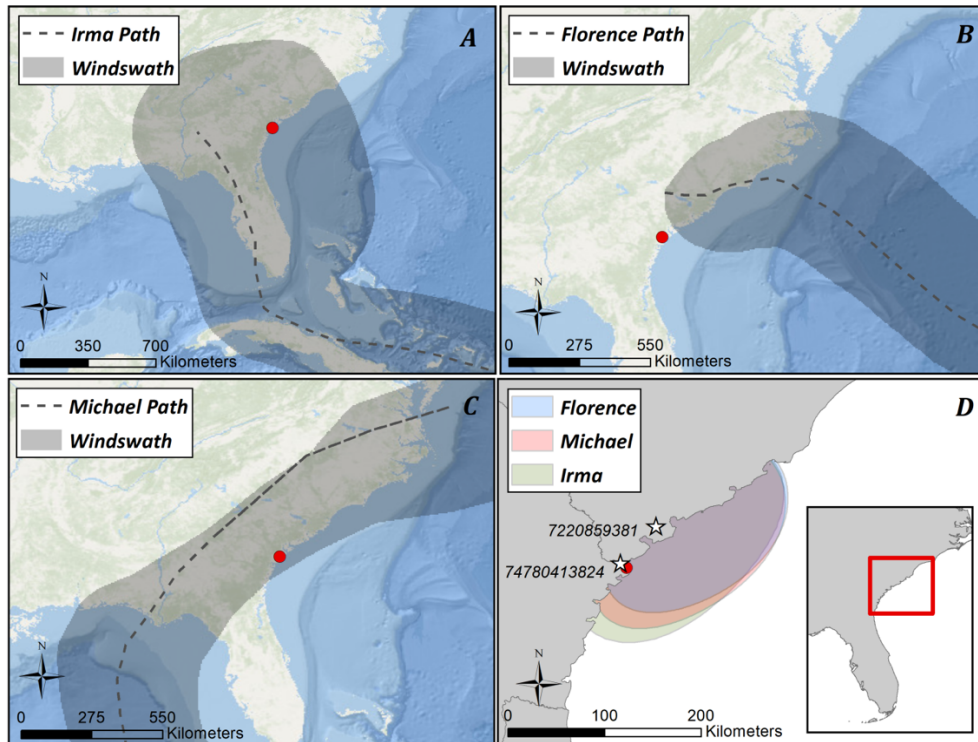 Irma Path
Windswath
A
N
0 350 700
Kilometers
Florence Path
Windswath
B
N
0 275 550
Kilometers
Michael Path
Windswath
C
N
0 275 550
Kilometers
Florence
Michael
Irma
D
7220859381
74780413824
N
0 100 200
Kilometers